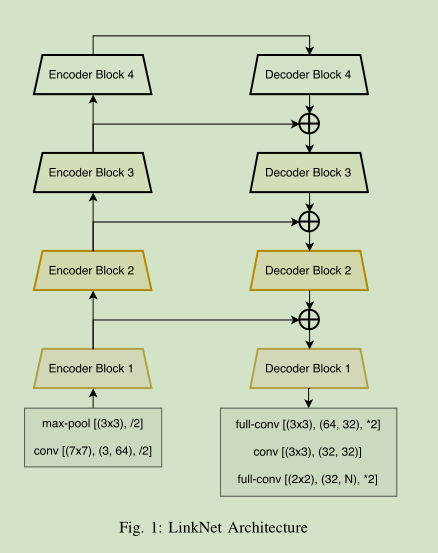 Encoder Block 4
Decoder Block 4
Encoder Block 3
Decoder Block 3
Encoder Block 2
Decoder Block 2
Encoder Block 1
Decoder Block 1
max-pool [(3x3), /2]
conv [(7x7), (3, 64), /2]
full-conv [(3x3), (64, 32), *2]
conv [(3x3), (32, 32)]
full-conv [(2x2), (32, N), *2]
Fig. 1: LinkNet Architecture